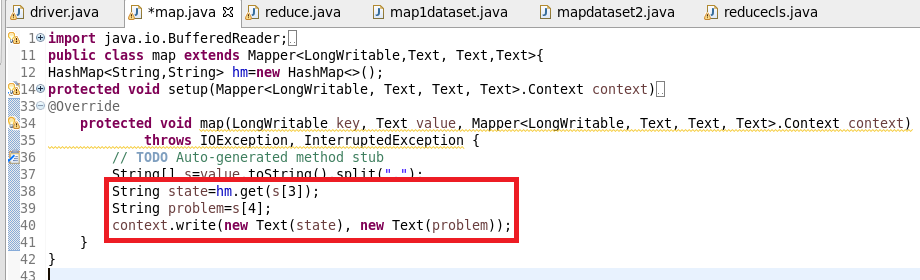 driver.java *map.java reduce.java map1dataset.java mapdataset2.java reducecls.java
1 import java.io.BufferedReader;
11 public class map extends Mapper<LongWritable,Text, Text,Text>{
12 HashMap<String,String> hm=new HashMap<>();
14 protected void setup(Mapper<LongWritable, Text, Text, Text>.Context context)
33 @Override
34 protected void map(LongWritable key, Text value, Mapper<LongWritable, Text, Text, Text>.Context context)
35 throws IOException, InterruptedException {
36 // TODO Auto-generated method stub
37 String[] s=value.toString().split(" ");
38 String state=hm.get(s[3]);
39 String problem=s[4];
40 context.write(new Text(state), new Text(problem));
41 }
42 }
43